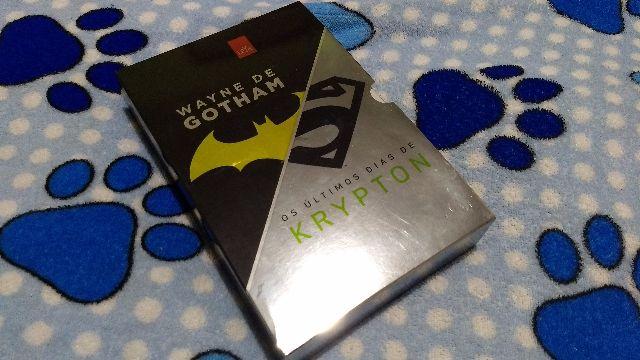 WAYNE DE
GOTHAM
OS ÚLTIMOS DIAS DE
KRYPTON